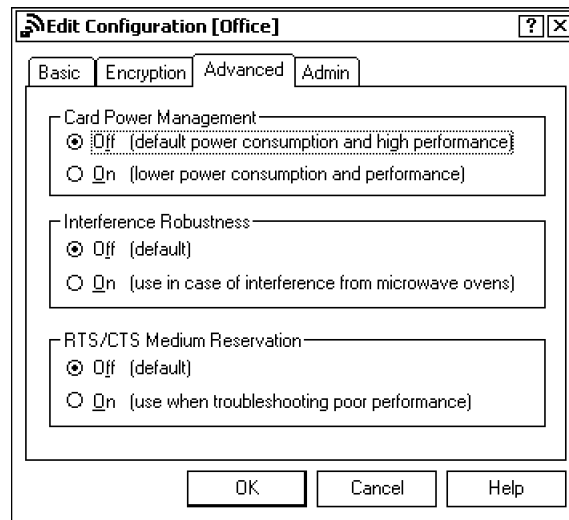 Edit Configuration [Office]
Basic Encryption Advanced Admin
Card Power Management
Off (default power consumption and high performance)
On (lower power consumption and performance)
Interference Robustness
Off (default)
On (use in case of interference from microwave ovens)
RTS/CTS Medium Reservation
Off (default)
On (use when troubleshooting poor performance)
OK Cancel Help